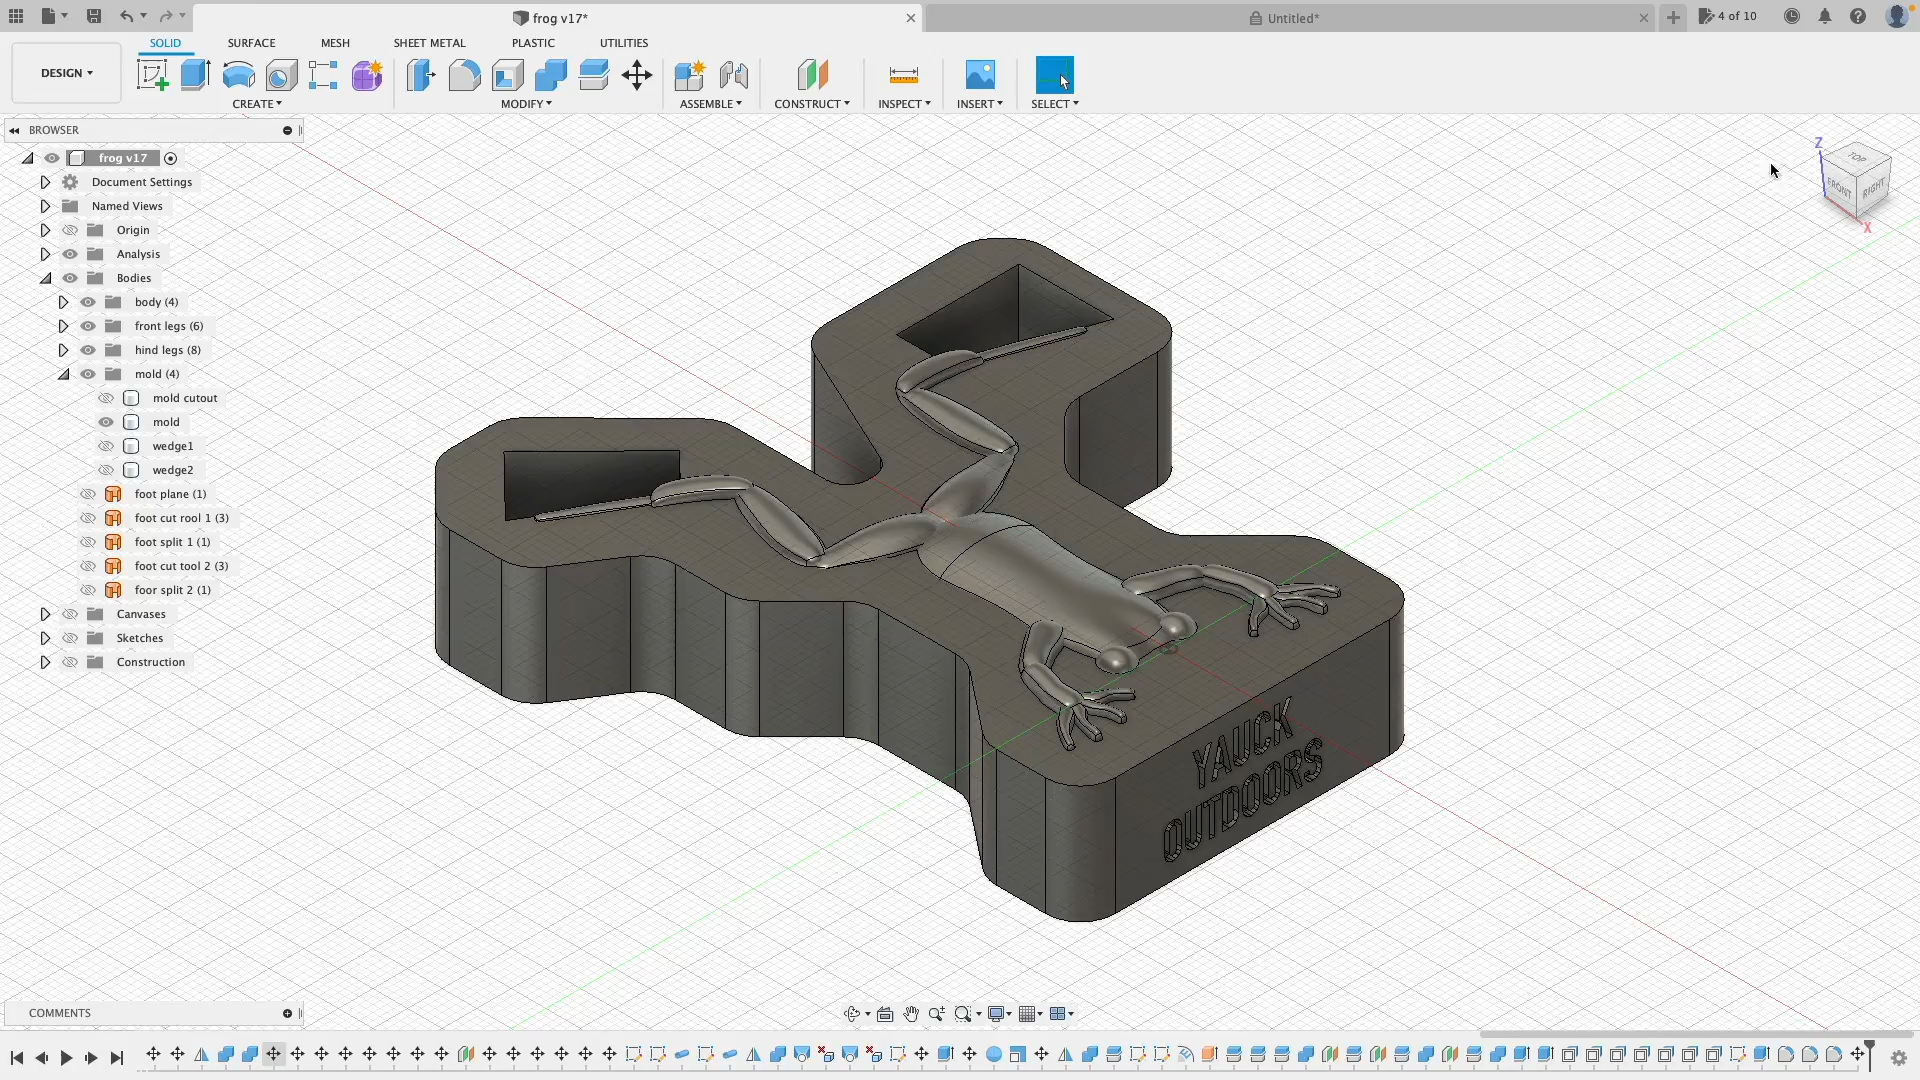 frog v17*
Untitled*
4 of 10
DESIGN
SOLID
SURFACE
MESH
SHEET METAL
PLASTIC
UTILITIES
CREATE
MODIFY
ASSEMBLE
CONSTRUCT
INSPECT
INSERT
SELECT
BROWSER
frog v17
Document Settings
Named Views
Origin
Analysis
Bodies
body (4)
front legs (6)
hind legs (8)
mold (4)
mold cutout
mold
wedge1
wedge2
foot plane (1)
foot cut rool 1 (3)
foot split 1 (1)
foot cut tool 2 (3)
foor split 2 (1)
Canvases
Sketches
Construction
Z
TOP
FRONT
RIGHT
X
YAUCK
OUTDOORS
COMMENTS